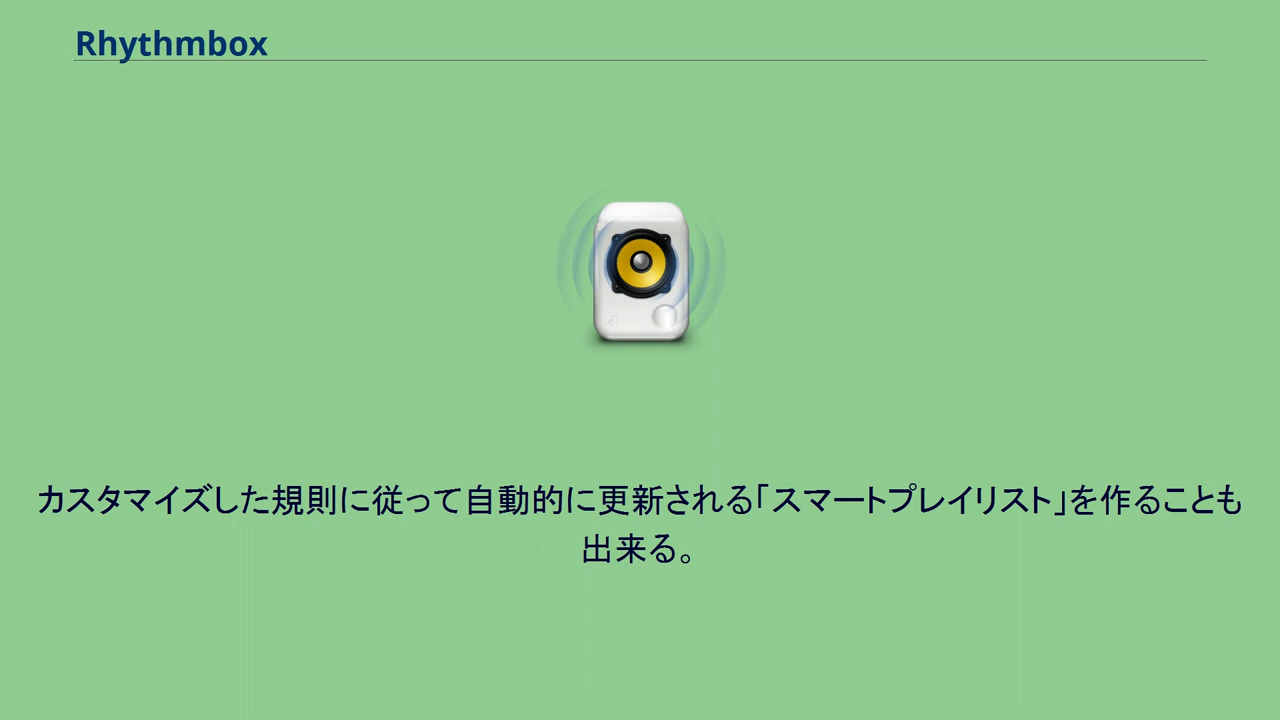 Rhythmbox
カスタマイズした規則に従って自動的に更新される「スマートプレイリスト」を作ることも
出来る。